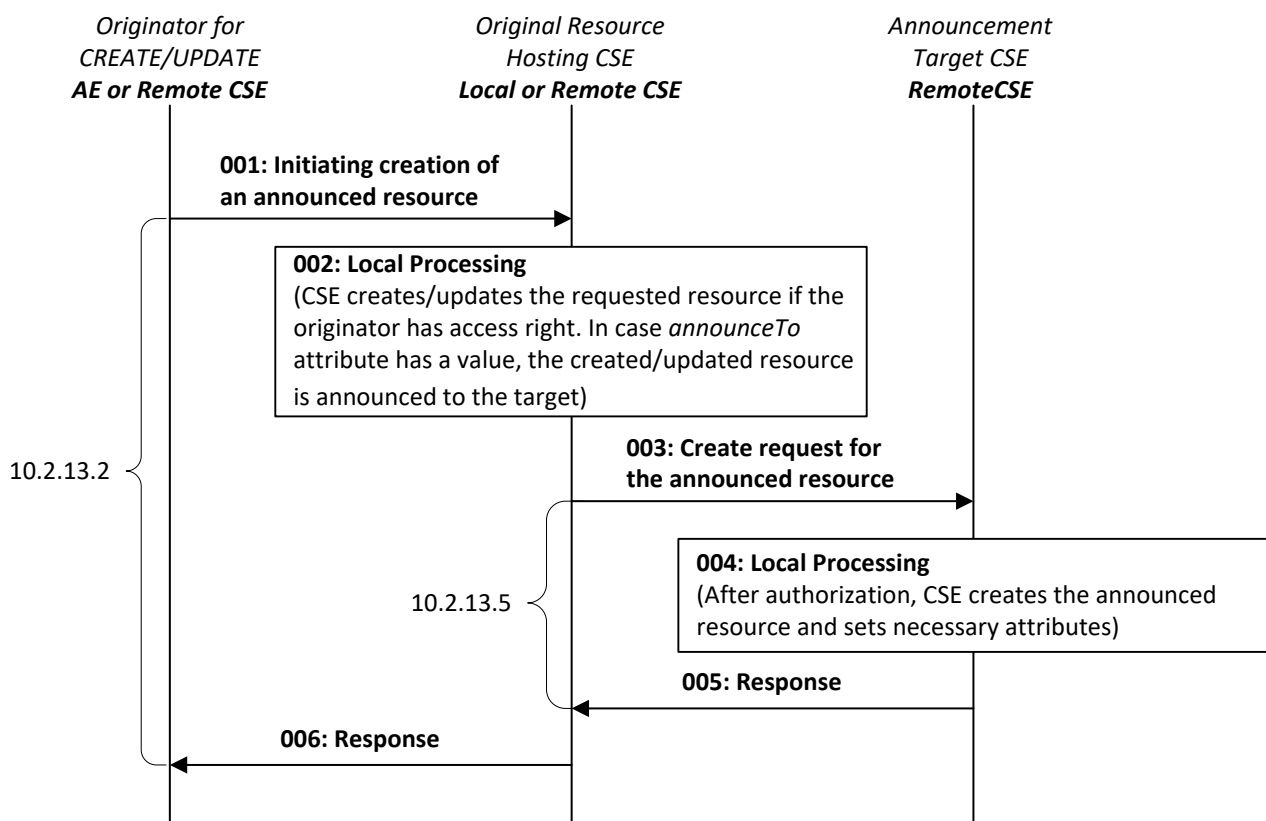 Originator for
CREATE/UPDATE
AE or Remote CSE
Original Resource
Hosting CSE
Local or Remote CSE
Announcement
Target CSE
RemoteCSE
001: Initiating creation of
an announced resource
002: Local Processing
(CSE creates/updates the requested resource if the
originator has access right. In case announceTo
attribute has a value, the created/updated resource
is announced to the target)
003: Create request for
the announced resource
10.2.13.2
004: Local Processing
(After authorization, CSE creates the announced
resource and sets necessary attributes)
10.2.13.5
005: Response
006: Response